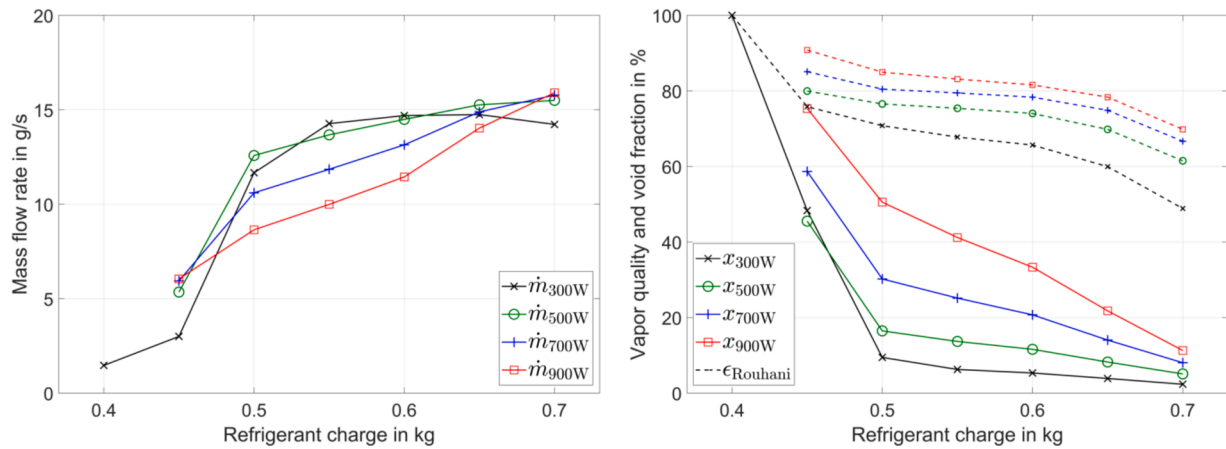 Mass flow rate in g/s
20
15
10
5
0
0.4 0.5 0.6 0.7
Refrigerant charge in kg
ṁ300W
ṁ500W
ṁ700W
ṁ900W
Vapor quality and void fraction in %
100
80
60
40
20
0
0.4 0.5 0.6 0.7
Refrigerant charge in kg
x300W
x500W
x700W
x900W
ϵRouhani